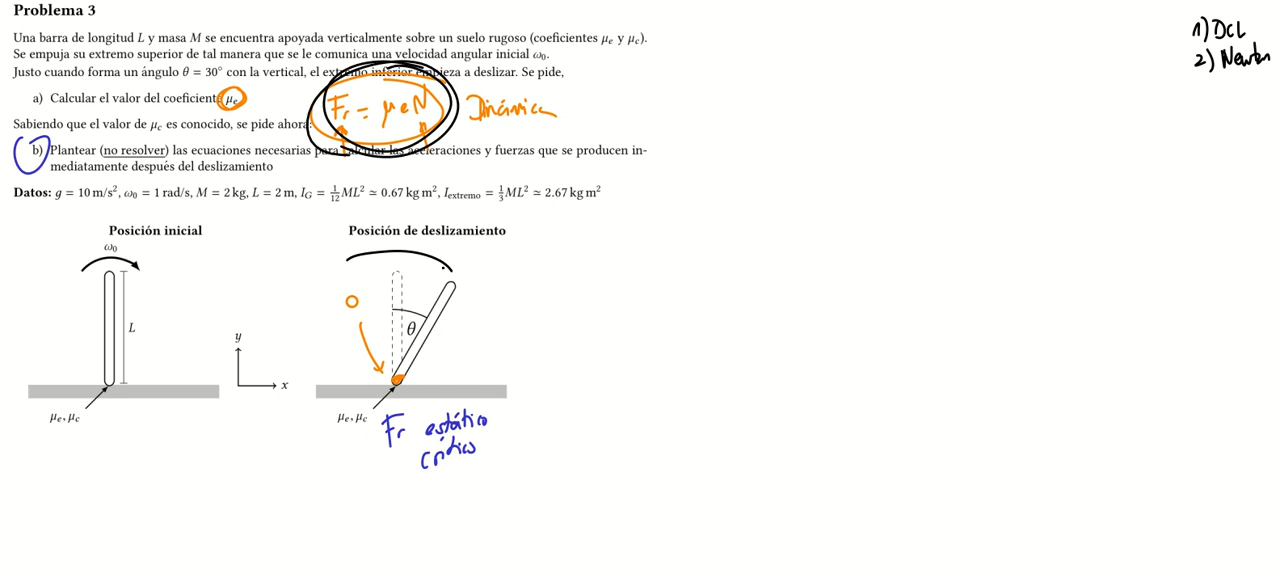 Problema 3
Una barra de longitud L y masa M se encuentra apoyada verticalmente sobre un suelo rugoso (coeficientes μe y μc).
Se empuja su extremo superior de tal manera que se le comunica una velocidad angular inicial ω0.
Justo cuando forma un ángulo θ = 30° con la vertical, el extremo inferior empieza a deslizar. Se pide,
a) Calcular el valor del coeficiente μe
Fr = μe N
Dinámica
Sabiendo que el valor de μc es conocido, se pide ahora:
b) Plantear (no resolver) las ecuaciones necesarias para calcular las aceleraciones y fuerzas que se producen in-
mediatamente después del deslizamiento
Datos: g = 10 m/s², ω0 = 1 rad/s, M = 2 kg, L = 2 m, IG = 1/12 ML² ≃ 0.67 kg m², Iextremo = 1/3 ML² ≃ 2.67 kg m²
Posición inicial
ω0
L
μe, μc
y
x
Posición de deslizamiento
O
θ
μe, μc
Fr estático
crítico
1) DCL
2) Newton